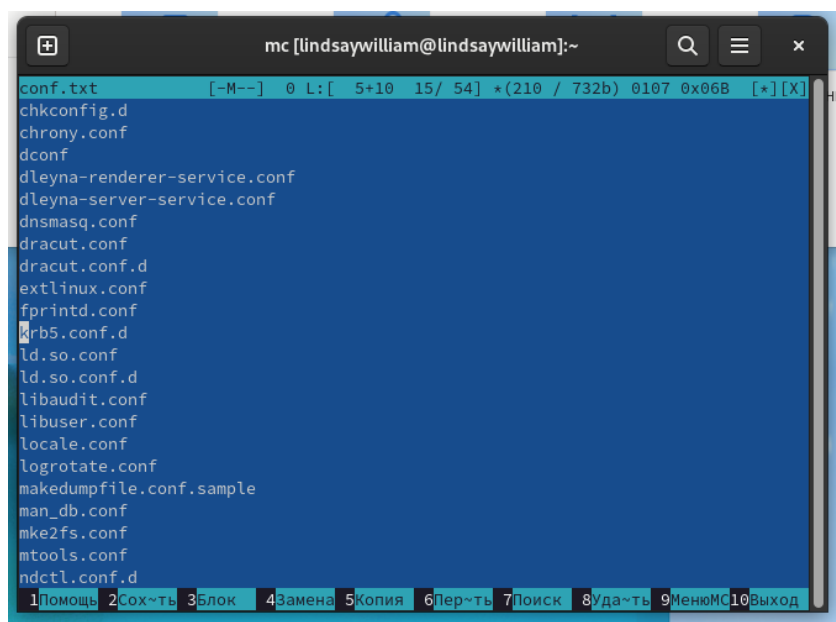 mc [lindsaywilliam@lindsaywilliam]:~
conf.txt [-M--] 0 L:[ 5+10 15/ 54] *(210 / 732b) 0107 0x06B [*][X]
chkconfig.d
chrony.conf
dconf
dleyna-renderer-service.conf
dleyna-server-service.conf
dnsmasq.conf
dracut.conf
dracut.conf.d
extlinux.conf
fprintd.conf
krb5.conf.d
ld.so.conf
ld.so.conf.d
libaudit.conf
libuser.conf
locale.conf
logrotate.conf
makedumpfile.conf.sample
man_db.conf
mke2fs.conf
mtools.conf
ndctl.conf.d
1Помощь 2Сох~ть 3Блок 4Замена 5Копия 6Пер~ть 7Поиск 8Уда~ть 9МенюMC10Выход